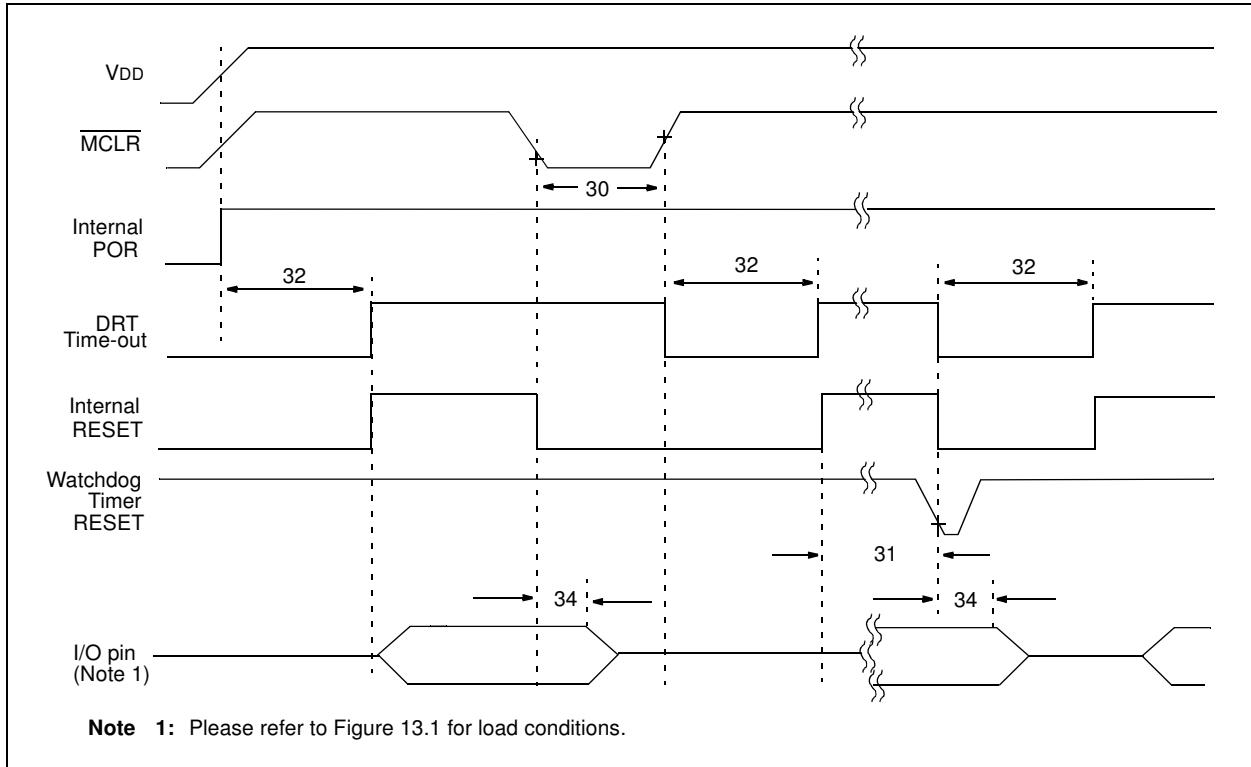 VDD
MCLR
30
Internal
POR
32
32
32
DRT
Time-out
Internal
RESET
Watchdog
Timer
RESET
31
34
34
I/O pin
(Note 1)
Note 1: Please refer to Figure 13.1 for load conditions.